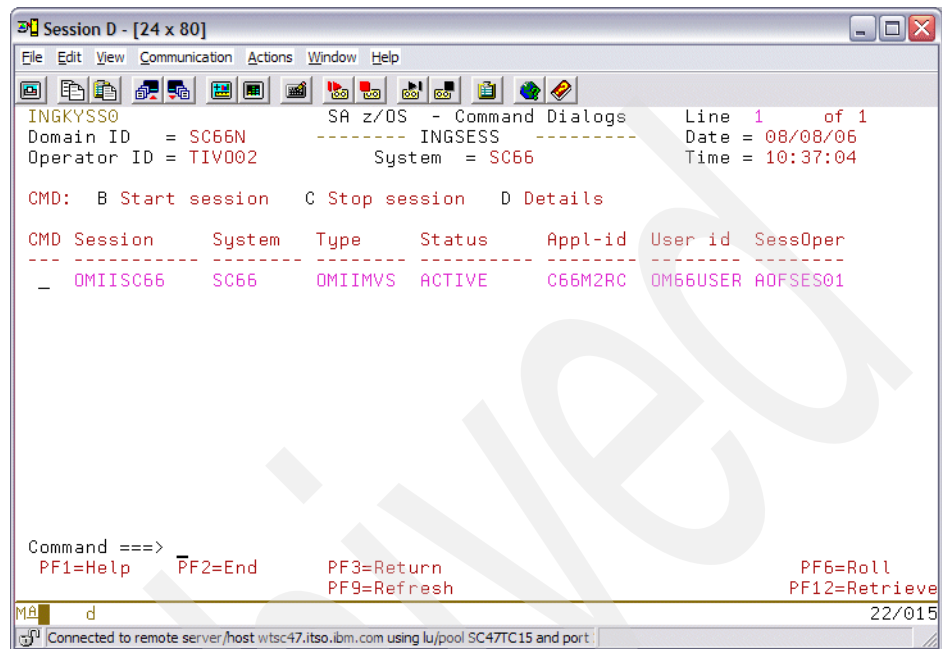 Session D - [24 x 80]
File Edit View Communication Actions Window Help
INGKYSS0 SA z/OS - Command Dialogs Line 1 of 1
Domain ID = SC66N -------- INGSESS --------- Date = 08/08/06
Operator ID = TIVO02 System = SC66 Time = 10:37:04
CMD: B Start session C Stop session D Details
CMD Session System Type Status Appl-id User id SessOper
--- ----------- -------- -------- ---------- -------- -------- --------
_ OMIISC66 SC66 OMIIMVS ACTIVE C66M2RC OM66USER AOFSES01
Command ===> _
PF1=Help PF2=End PF3=Return PF6=Roll
PF9=Refresh PF12=Retrieve
MA d 22/015
Connected to remote server/host wtsc47.itso.ibm.com using lu/pool SC47TC15 and port